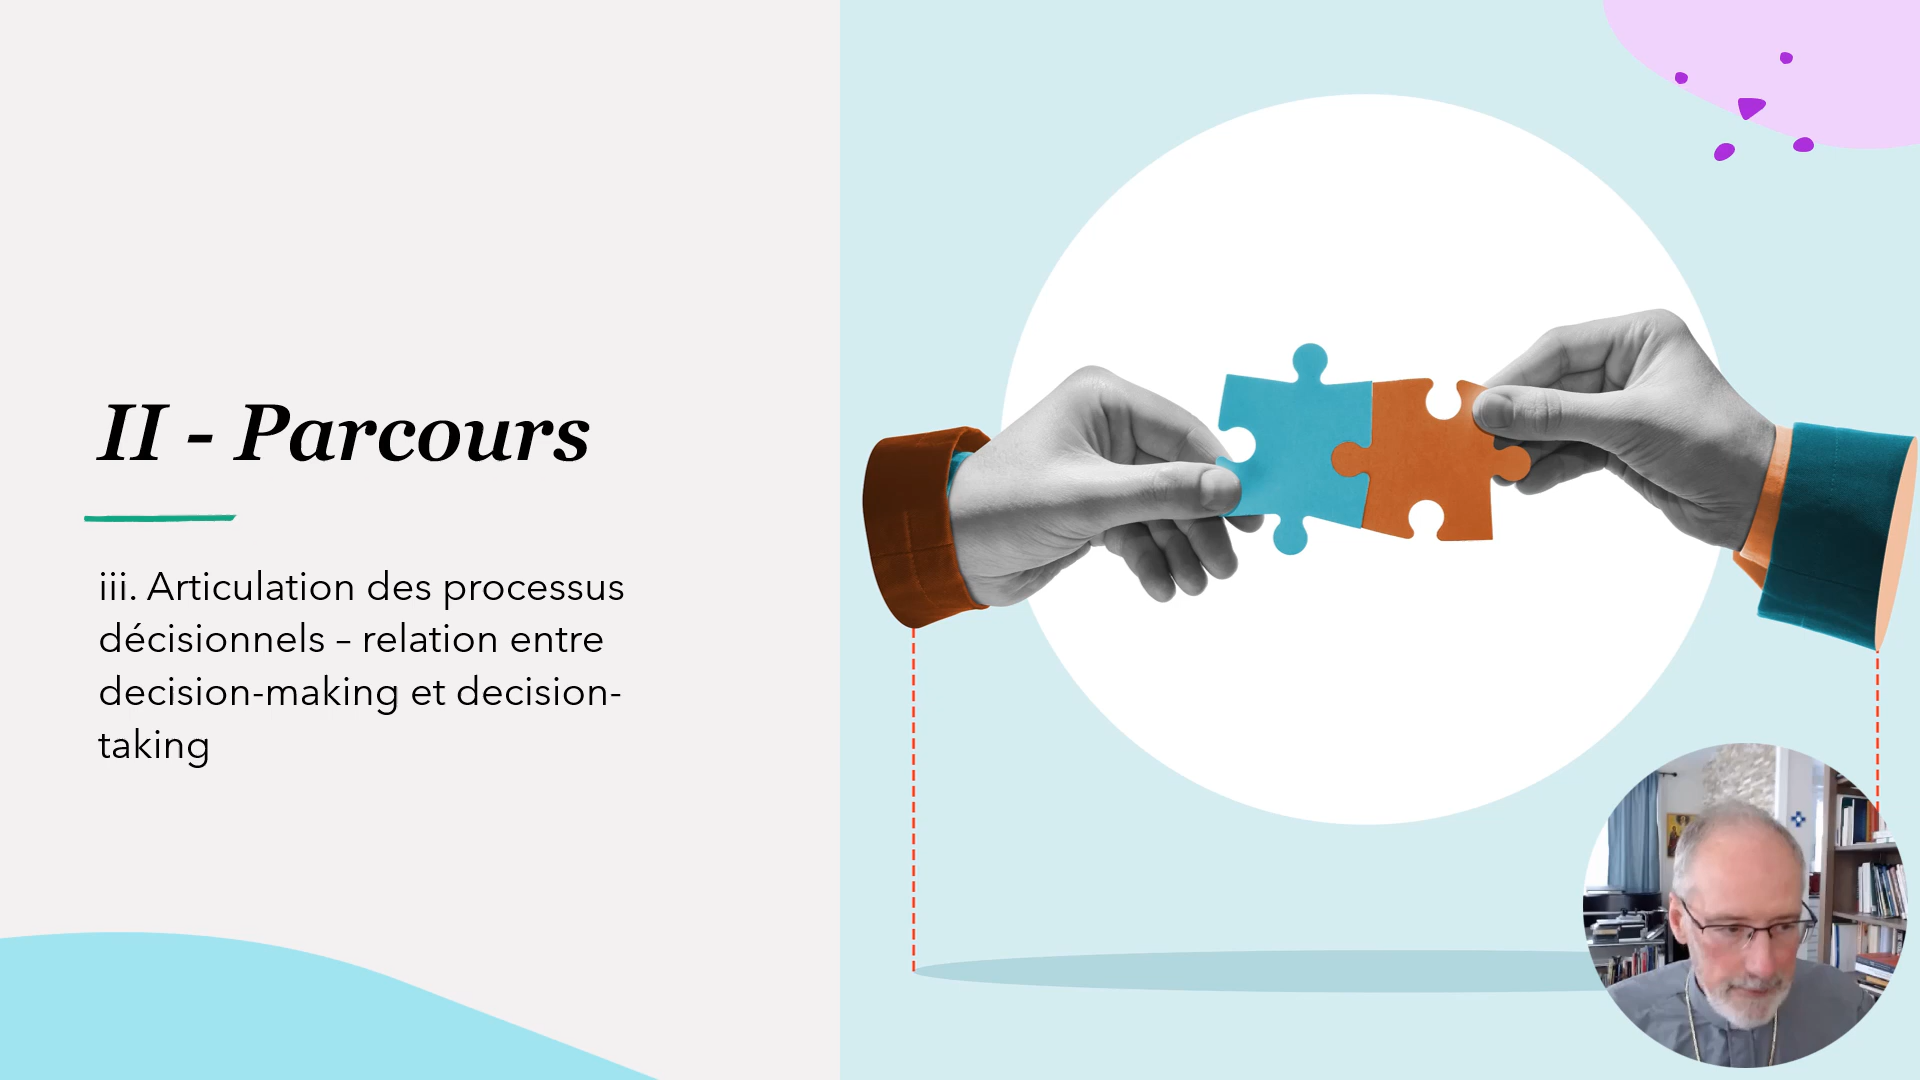 II - Parcours
iii. Articulation des processus
décisionnels – relation entre
decision-making et decision-
taking